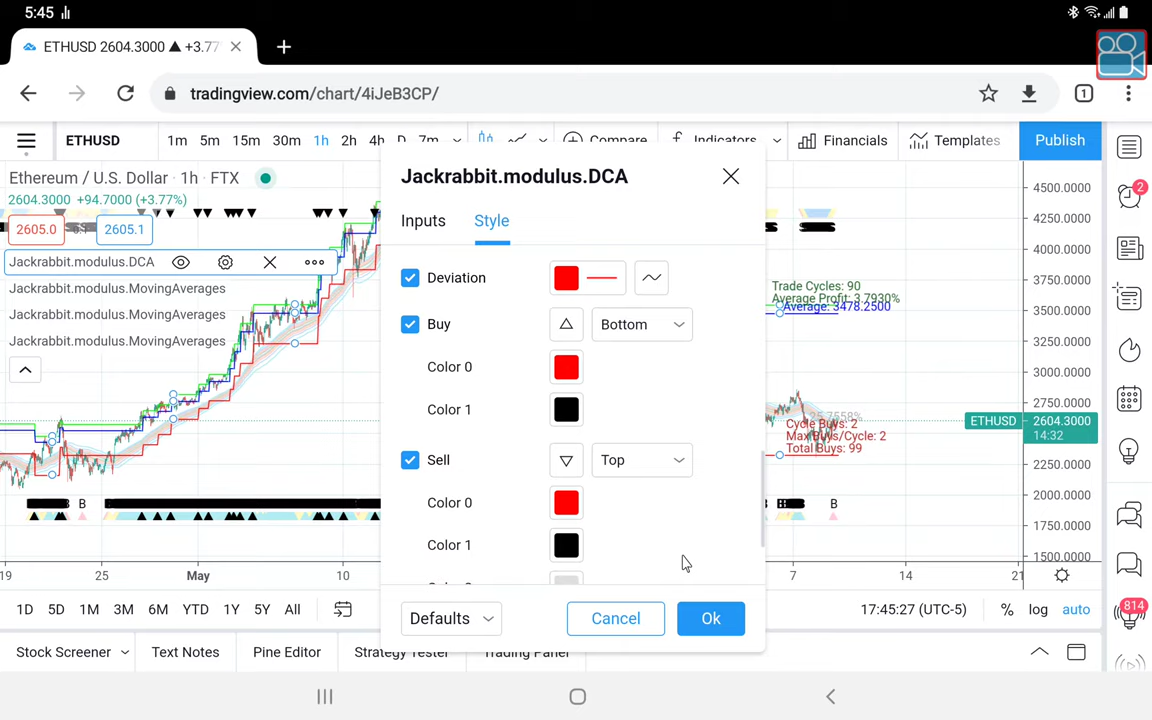 5:45
ETHUSD 2604.3000 ▲ +3.77
tradingview.com/chart/4iJeB3CP/
1
ETHUSD 1m 5m 15m 30m 1h 2h 4h D 7m Compare Indicators Financials Templates Publish
Ethereum / U.S. Dollar · 1h · FTX
2604.3000 +94.7000 (+3.77%)
2605.0 2605.1
Jackrabbit.modulus.DCA
Jackrabbit.modulus.MovingAverages
Jackrabbit.modulus.MovingAverages
Jackrabbit.modulus.MovingAverages
B
Jackrabbit.modulus.DCA
Inputs Style
Deviation
Buy Bottom
Color 0
Color 1
Sell Top
Color 0
Color 1
Defaults Cancel Ok
Trade Cycles: 90
Average Profit: 3.7930%
Average: 3478.2500
25.7558%
Cycle Buys: 2
Max Buys/Cycle: 2
Total Buys: 99
B
4500.0000
4250.0000
4000.0000
3750.0000
3500.0000
3250.0000
3000.0000
2750.0000
ETHUSD 2604.3000
14:32
2250.0000
2000.0000
1750.0000
1500.0000
2
814
19 25 May 10 7 14 21
1D 5D 1M 3M 6M YTD 1Y 5Y All
17:45:27 (UTC-5) % log auto
Stock Screener Text Notes Pine Editor Strategy Tester Trading Panel